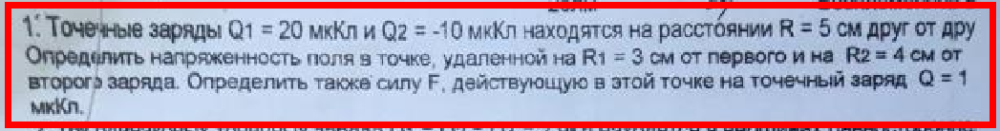 1. Точечные заряды Q1 = 20 мкКл и Q2 = -10 мкКл находятся на расстоянии R = 5 см друг от дру
Определить напряженность поля в точке, удаленной на R1 = 3 см от первого и на R2 = 4 см от
второго заряда. Определить также силу F, действующую в этой точке на точечный заряд Q = 1
мкКл.